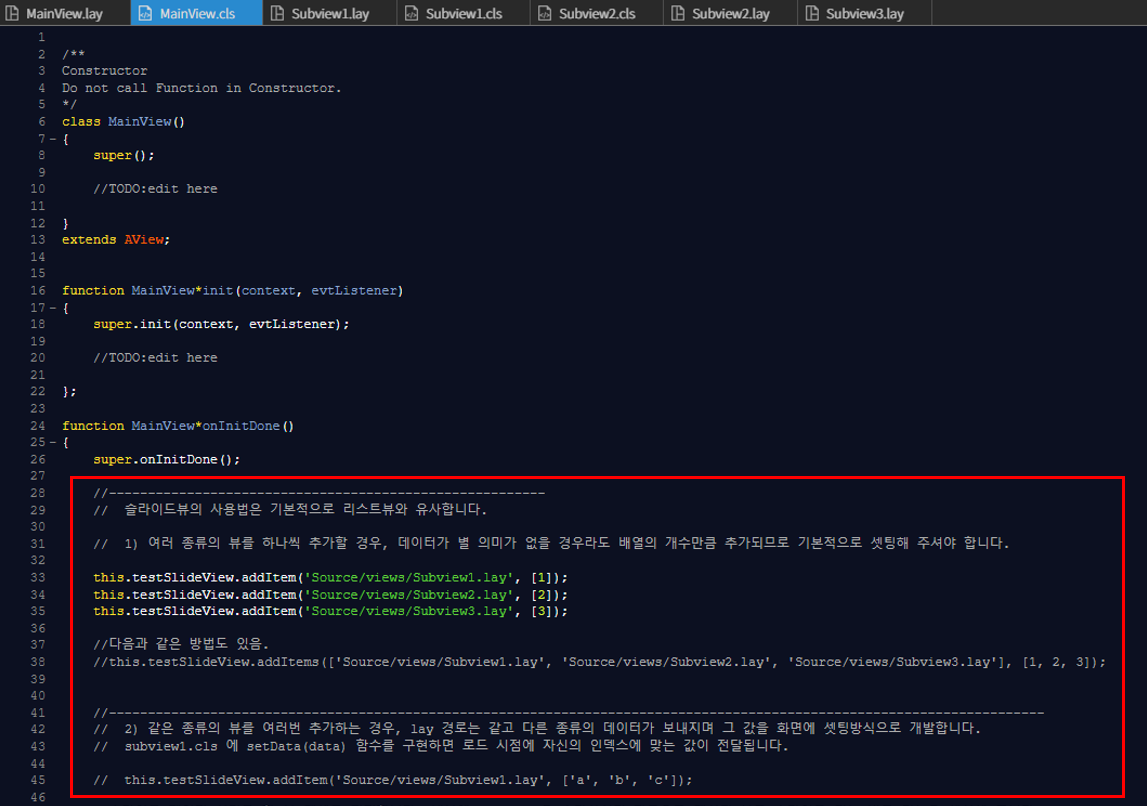 MainView.lay MainView.cls Subview1.lay Subview1.cls Subview2.cls Subview2.lay Subview3.lay
1
2 /**
3 Constructor
4 Do not call Function in Constructor.
5 */
6 class MainView()
7 {
8 super();
9
10 //TODO:edit here
11
12 }
13 extends AView;
14
15
16 function MainView*init(context, evtListener)
17 {
18 super.init(context, evtListener);
19
20 //TODO:edit here
21
22 };
23
24 function MainView*onInitDone()
25 {
26 super.onInitDone();
27
28 //--------------------------------------------------------
29 // 슬라이드뷰의 사용법은 기본적으로 리스트뷰와 유사합니다.
30
31 // 1) 여러 종류의 뷰를 하나씩 추가할 경우, 데이터가 별 의미가 없을 경우라도 배열의 개수만큼 추가되므로 기본적으로 셋팅해 주셔야 합니다.
32
33 this.testSlideView.addItem('Source/views/Subview1.lay', [1]);
34 this.testSlideView.addItem('Source/views/Subview2.lay', [2]);
35 this.testSlideView.addItem('Source/views/Subview3.lay', [3]);
36
37 //다음과 같은 방법도 있음.
38 //this.testSlideView.addItems(['Source/views/Subview1.lay', 'Source/views/Subview2.lay', 'Source/views/Subview3.lay'], [1, 2, 3]);
39
40
41 //------------------------------------------------------------------------------------------------------------------------
42 // 2) 같은 종류의 뷰를 여러번 추가하는 경우, lay 경로는 같고 다른 종류의 데이터가 보내지며 그 값을 화면에 셋팅방식으로 개발합니다.
43 // subview1.cls 에 setData(data) 함수를 구현하면 로드 시점에 자신의 인덱스에 맞는 값이 전달됩니다.
44
45 // this.testSlideView.addItem('Source/views/Subview1.lay', ['a', 'b', 'c']);
46